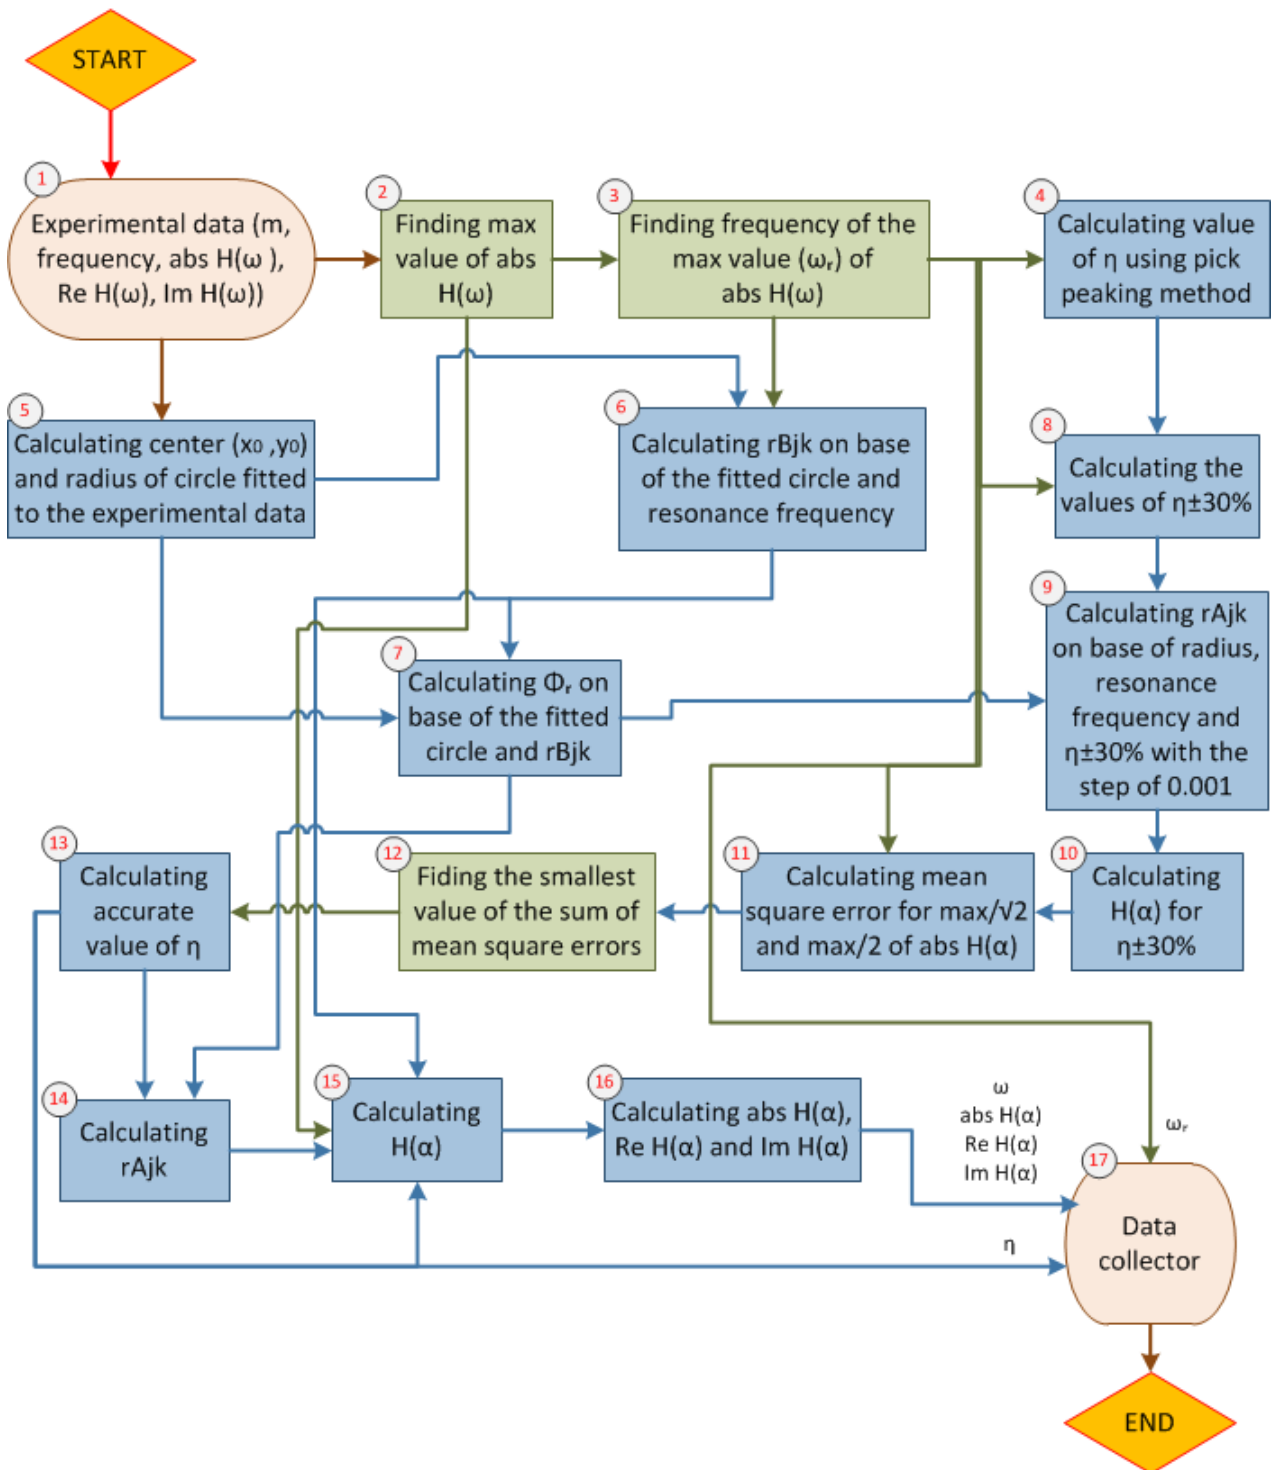 START
1
Experimental data (m,
frequency, abs H(ω ),
Re H(ω), Im H(ω))
2
Finding max
value of abs
H(ω)
3
Finding frequency of the
max value (ωᵣ) of
abs H(ω)
4
Calculating value
of η using pick
peaking method
5
Calculating center (x₀ ,y₀)
and radius of circle fitted
to the experimental data
6
Calculating rBjk on base
of the fitted circle and
resonance frequency
8
Calculating the
values of η±30%
7
Calculating Φᵣ on
base of the fitted
circle and rBjk
9
Calculating rAjk
on base of radius,
resonance
frequency and
η±30% with the
step of 0.001
13
Calculating
accurate
value of η
12
Fiding the smallest
value of the sum of
mean square errors
11
Calculating mean
square error for max/√2
and max/2 of abs H(α)
10
Calculating
H(α) for
η±30%
14
Calculating
rAjk
15
Calculating
H(α)
16
Calculating abs H(α),
Re H(α) and Im H(α)
ω
abs H(α)
Re H(α)
Im H(α)
ωᵣ
η
17
Data
collector
END